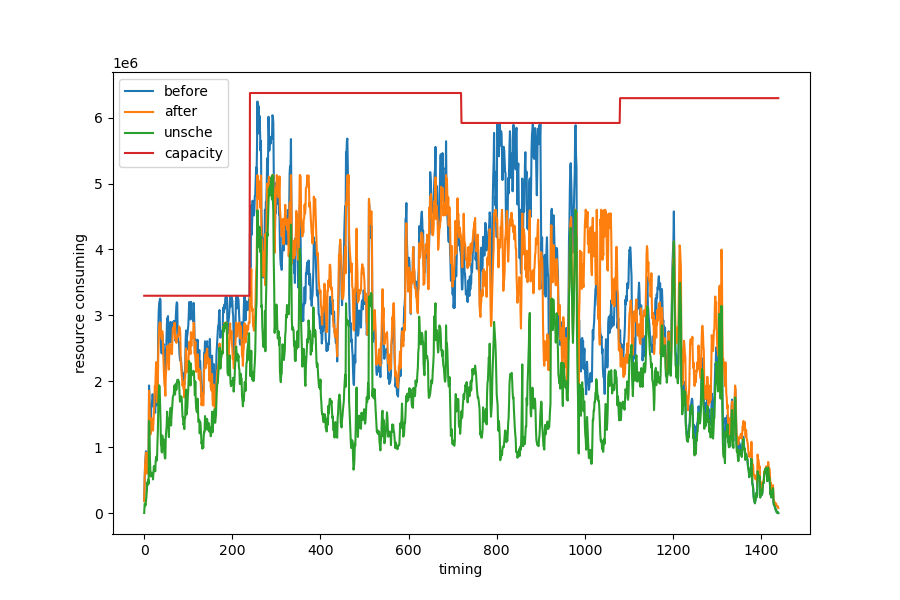 1e6
before
after
unsche
capacity
6
5
4
3
2
1
0
resource consuming
0 200 400 600 800 1000 1200 1400
timing